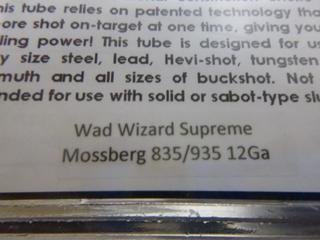 his tube relies on patented technology tha
ore shot on-target at one time, giving you
ling power! This tube is designed for us
y size steel, lead, Hevi-shot, tungsten
muth and all sizes of buckshot. Not
nded for use with solid or sabot-type slu
Wad Wizard Supreme
Mossberg 835/935 12Ga